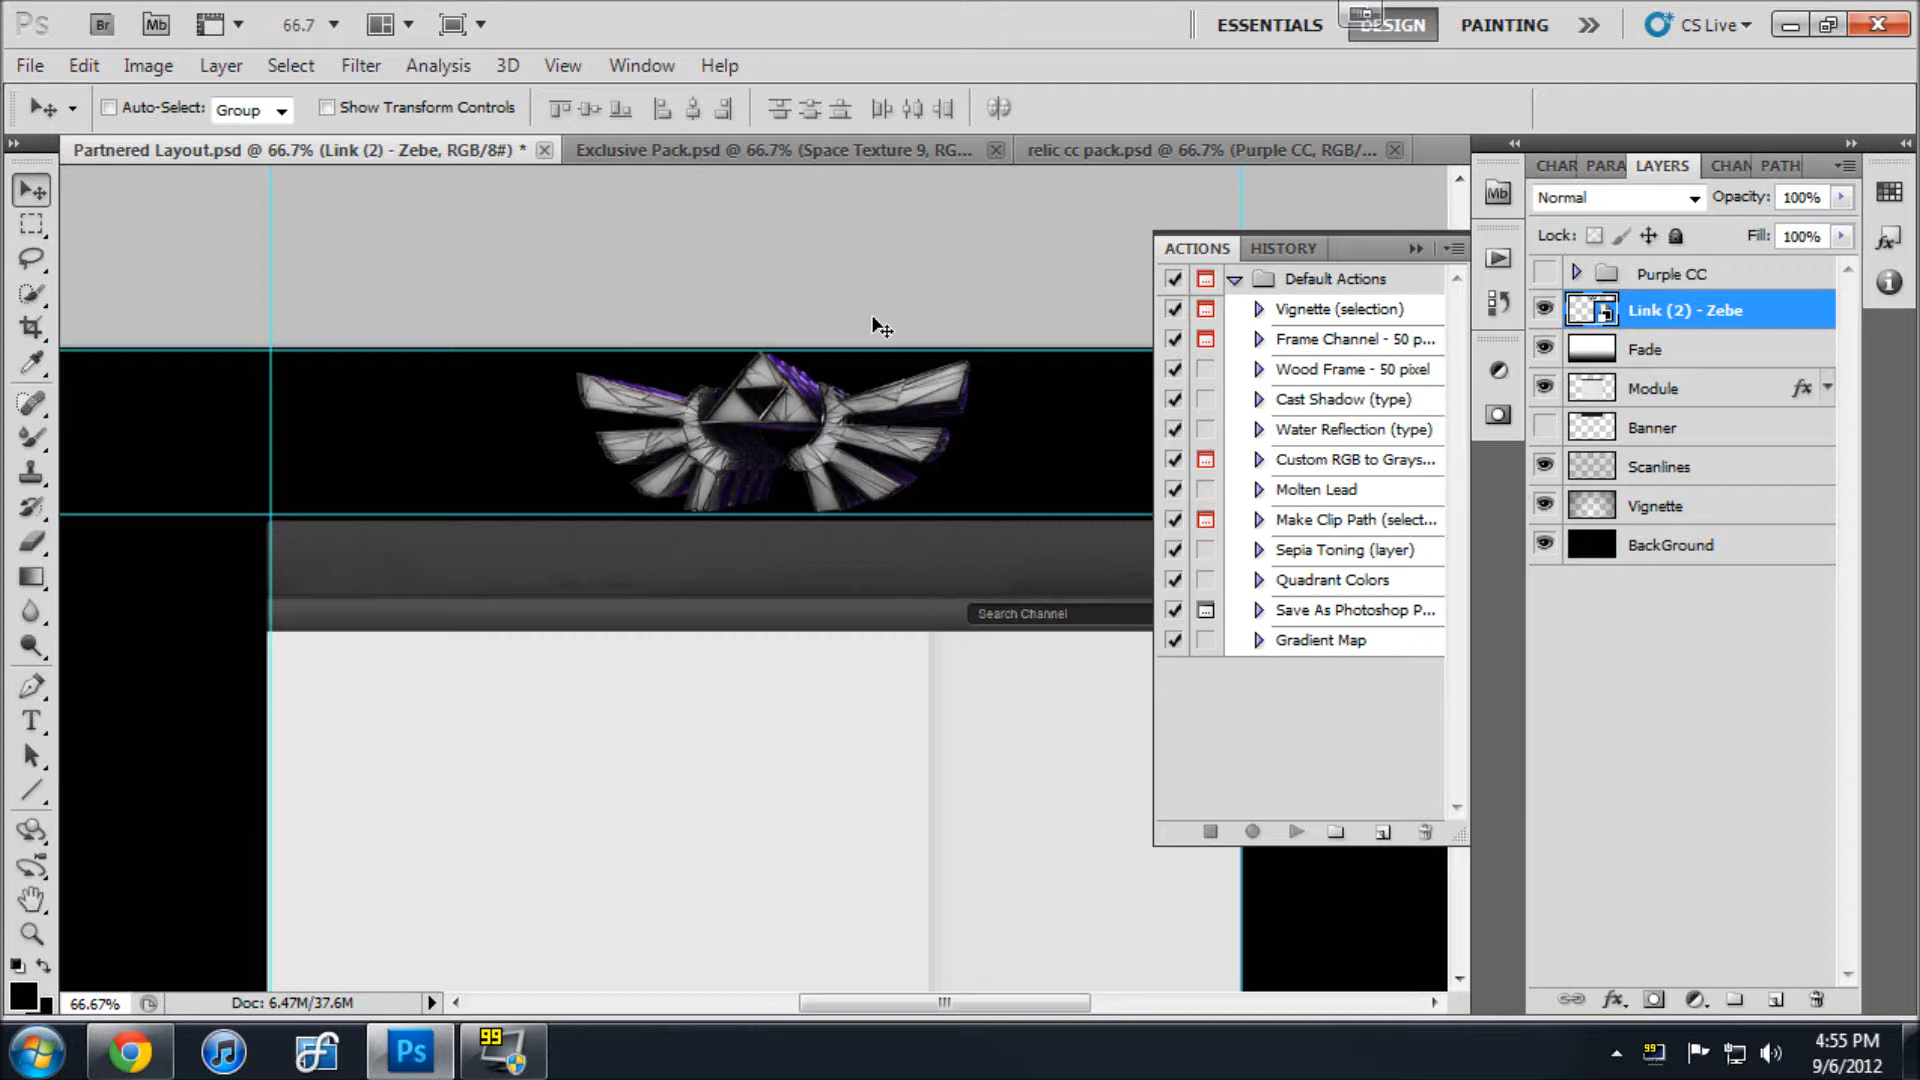 Ps Br Mb 66.7 ESSENTIALS DESIGN PAINTING CS Live
File Edit Image Layer Select Filter Analysis 3D View Window Help
Auto-Select: Group Show Transform Controls
Partnered Layout.psd @ 66.7% (Link (2) - Zebe, RGB/8#) *
Exclusive Pack.psd @ 66.7% (Space Texture 9, RG...
relic cc pack.psd @ 66.7% (Purple CC, RGB/...
CHAR PARA LAYERS CHAN PATH
Mb
Normal Opacity: 100%
Lock: Fill: 100%
ACTIONS HISTORY
Default Actions
Vignette (selection)
Frame Channel - 50 p...
Wood Frame - 50 pixel
Cast Shadow (type)
Water Reflection (type)
Custom RGB to Grays...
Molten Lead
Make Clip Path (select...
Sepia Toning (layer)
Quadrant Colors
Save As Photoshop P...
Gradient Map
Purple CC
Link (2) - Zebe
Fade
Module fx
Banner
Scanlines
Vignette
BackGround
Search Channel
66.67% Doc: 6.47M/37.6M
Ps 99
99 4:55 PM
9/6/2012